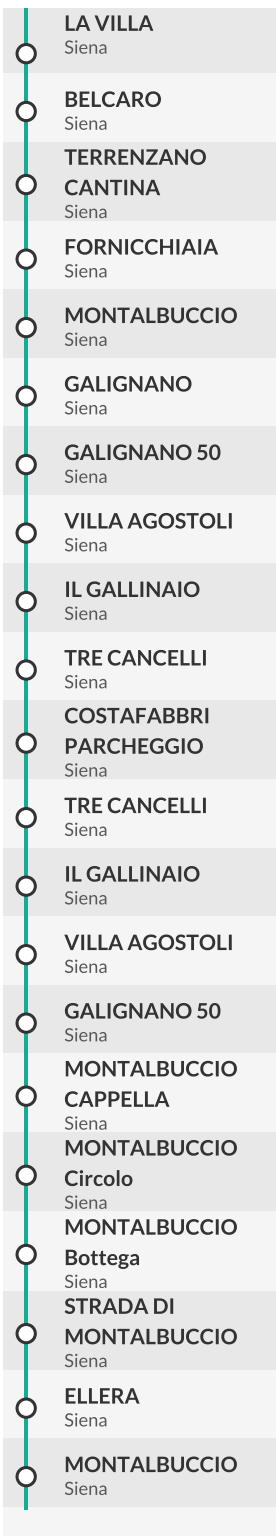 LA VILLA
Siena
BELCARO
Siena
TERRENZANO
CANTINA
Siena
FORNICCHIAIA
Siena
MONTALBUCCIO
Siena
GALIGNANO
Siena
GALIGNANO 50
Siena
VILLA AGOSTOLI
Siena
IL GALLINAIO
Siena
TRE CANCELLI
Siena
COSTAFABBRI
PARCHEGGIO
Siena
TRE CANCELLI
Siena
IL GALLINAIO
Siena
VILLA AGOSTOLI
Siena
GALIGNANO 50
Siena
MONTALBUCCIO
CAPPELLA
Siena
MONTALBUCCIO
Circolo
Siena
MONTALBUCCIO
Bottega
Siena
STRADA DI
MONTALBUCCIO
Siena
ELLERA
Siena
MONTALBUCCIO
Siena